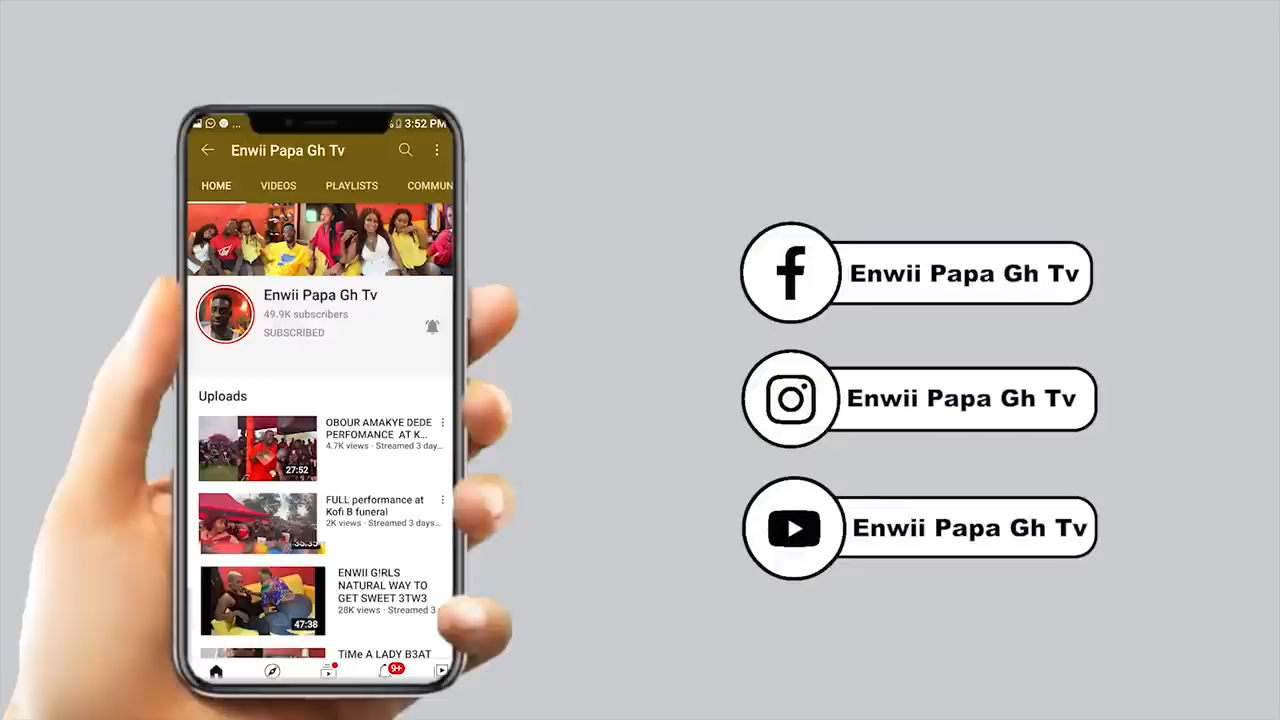 ... 3:52 PM
Enwii Papa Gh Tv
HOME VIDEOS PLAYLISTS COMMUN
Enwii Papa Gh Tv
49.9K subscribers
SUBSCRIBED
Uploads
OBOUR AMAKYE DEDE
PERFOMANCE AT K...
4.7K views · Streamed 3 day...
27:52
FULL performance at
Kofi B funeral
2K views · Streamed 3 days...
35:35
ENWII G!RLS
NATURAL WAY TO
GET SWEET 3TW3
28K views · Streamed 3
47:38
TiMe A LADY B3AT
9+
Enwii Papa Gh Tv
Enwii Papa Gh Tv
Enwii Papa Gh Tv